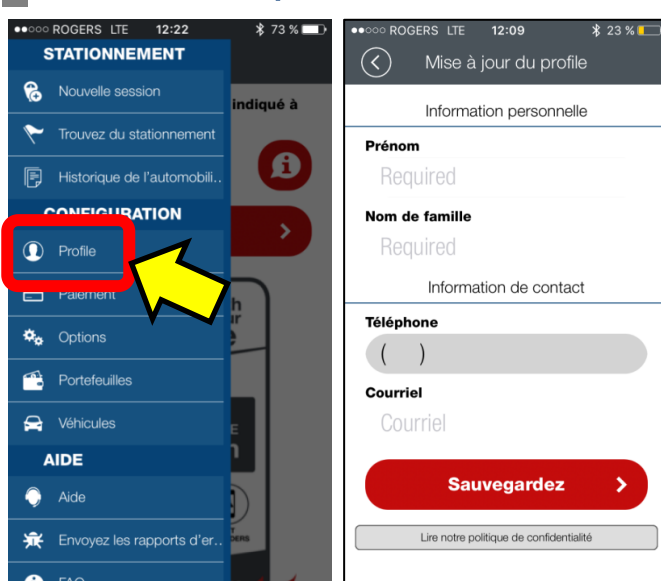 ROGERS LTE 12:22 73 %
STATIONNEMENT
Nouvelle session
Trouvez du stationnement
Historique de l'automobili..
CONFIGURATION
Profile
Paiement
Options
Portefeuilles
Véhicules
AIDE
Aide
Envoyez les rapports d'er..
FAQ
indiqué à
ROGERS LTE 12:09 23 %
Mise à jour du profile
Information personnelle
Prénom
Required
Nom de famille
Required
Information de contact
Téléphone
( )
Courriel
Courriel
Sauvegardez
Lire notre politique de confidentialité